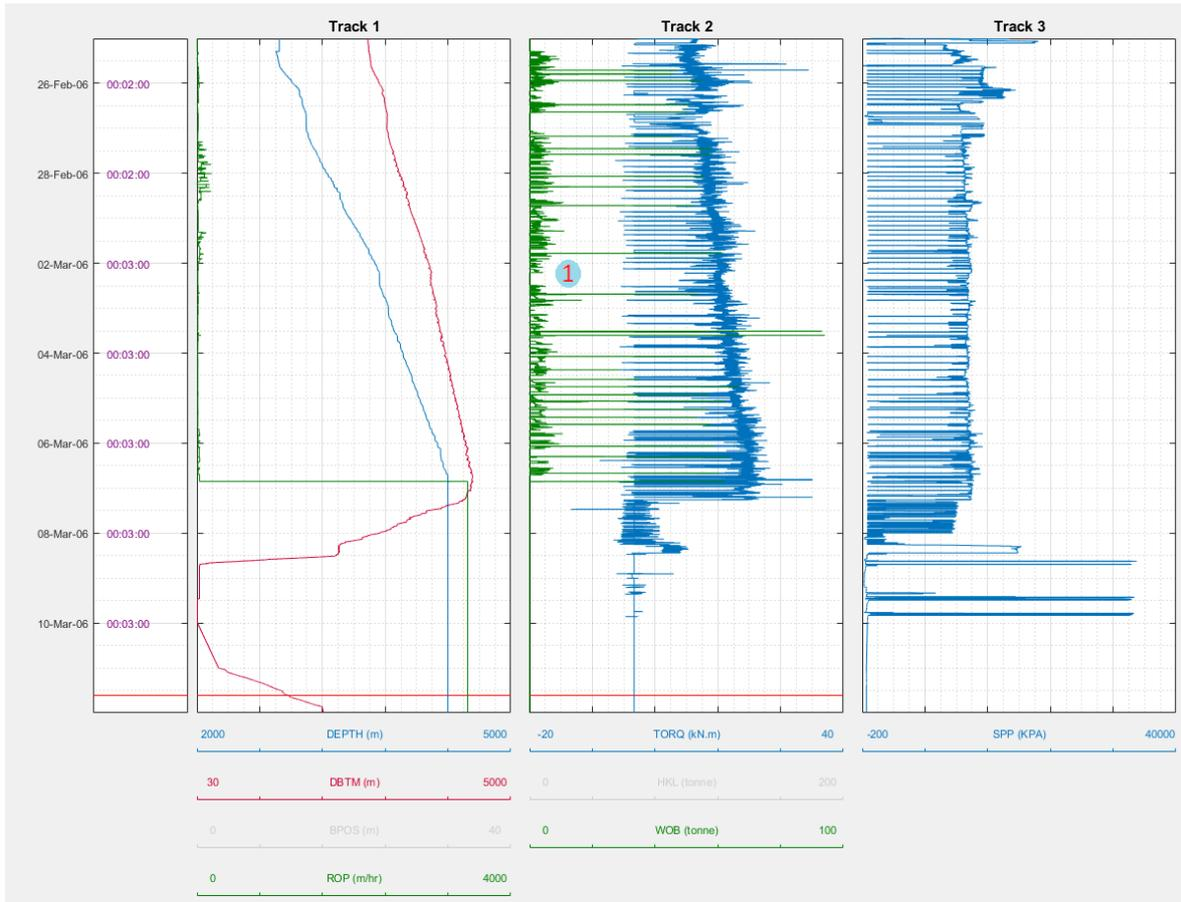 Track 1
Track 2
Track 3
26-Feb-06
00:02:00
28-Feb-06
00:02:00
02-Mar-06
00:03:00
1
04-Mar-06
00:03:00
06-Mar-06
00:03:00
08-Mar-06
00:03:00
10-Mar-06
00:03:00
2000 DEPTH (m) 5000
-20 TORQ (kN.m) 40
-200 SPP (KPA) 40000
30 DBTM (m) 5000
0 HKL (tonne) 200
0 BPOS (m) 40
0 WOB (tonne) 100
0 ROP (m/hr) 4000